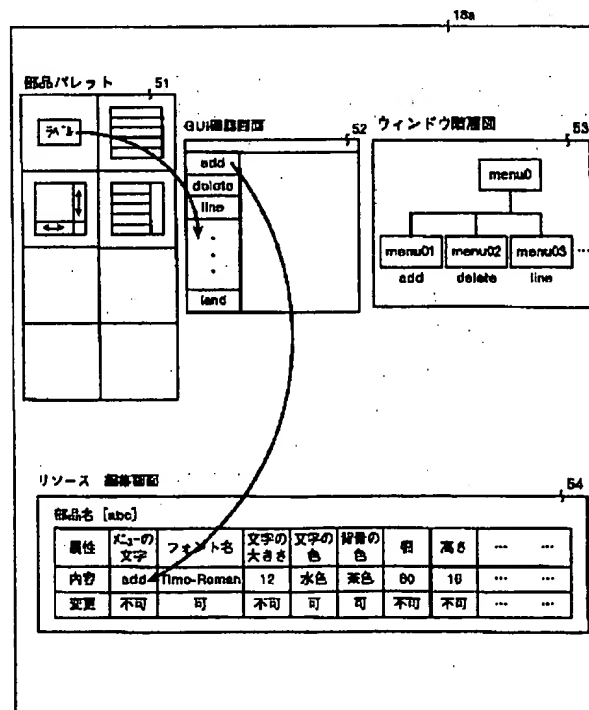 18a
部品パレット 51
ラベル
GUI確認画面 52
add
delete
line
land
ウィンドウ階層図 53
menu0
menu01 menu02 menu03 …
add delete line
リソース 編集画面 54
部品名 [abc]
属性 メニューの文字 フォント名 文字の大きさ 文字の色 背景の色 幅 高さ … …
内容 add Timo-Roman 12 水色 茶色 80 16 … …
変更 不可 可 不可 可 可 不可 不可 … …